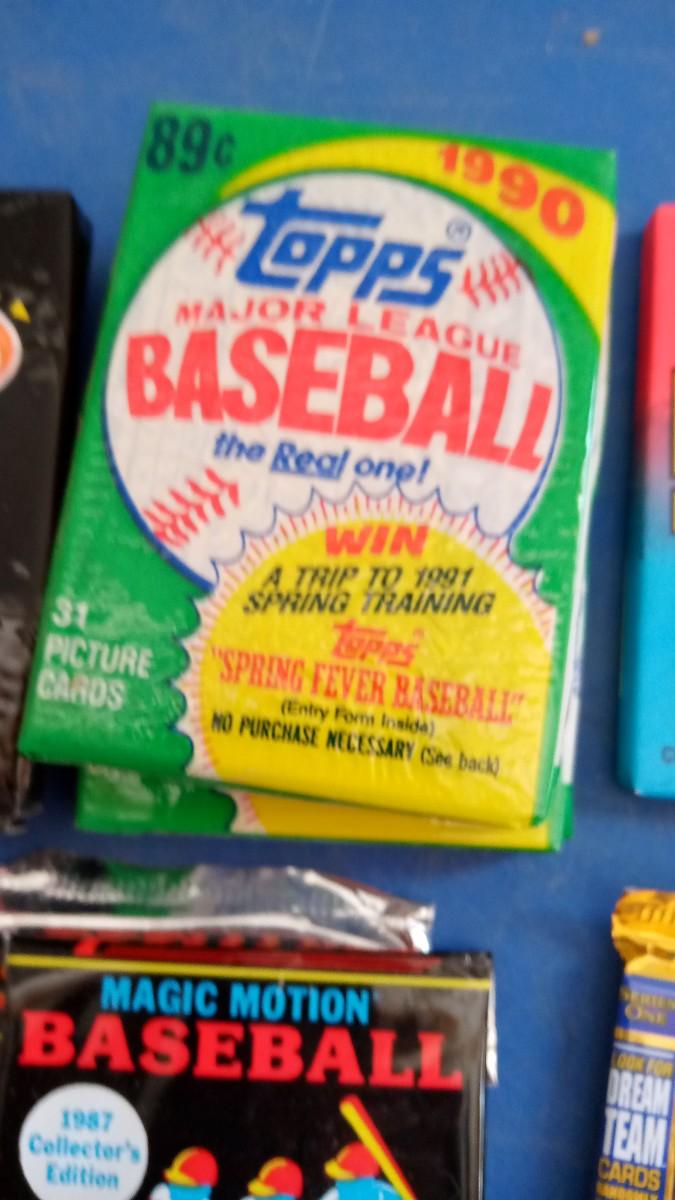 89¢
1990
Topps®
MAJOR LEAGUE
BASEBALL
the Real one!
WIN
A TRIP TO 1991
SPRING TRAINING
Topps®
"SPRING FEVER BASEBALL"
(Entry Form Inside)
NO PURCHASE NECESSARY (See back)
31
PICTURE
CARDS
MAGIC MOTION
BASEBALL
1987
Collector's
Edition
SERIES
ONE
LOOK FOR
DREAM
TEAM
CARDS